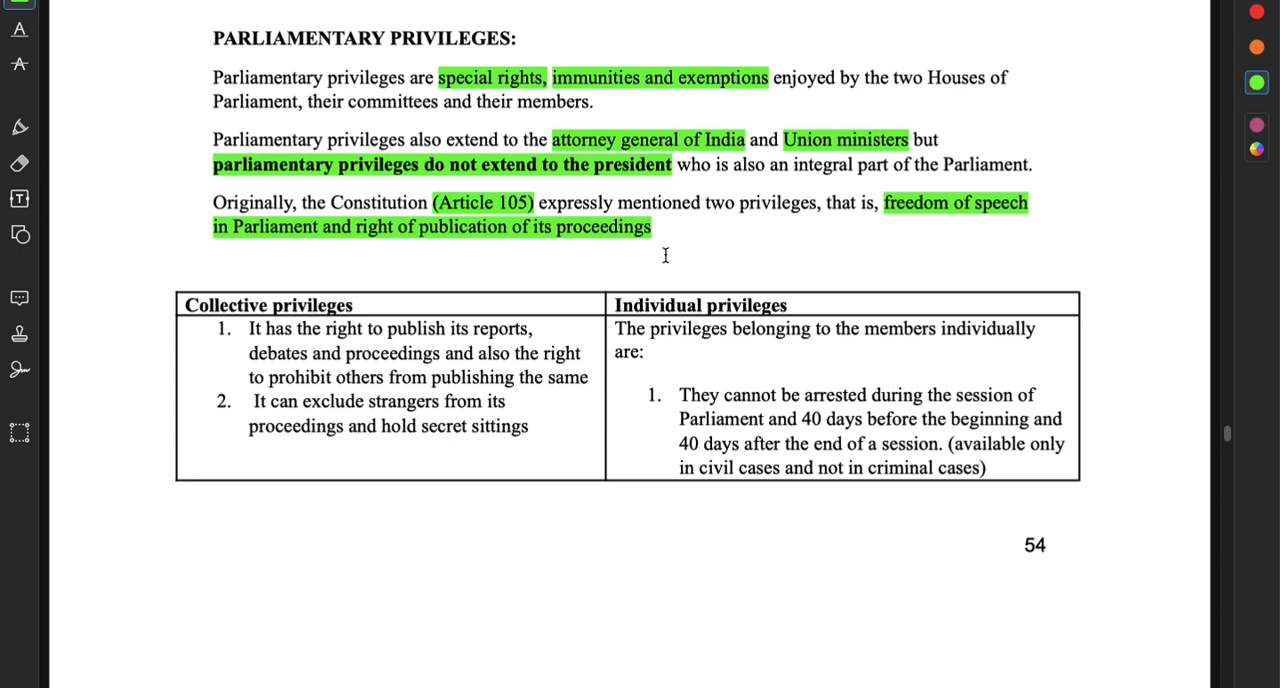 PARLIAMENTARY PRIVILEGES:
Parliamentary privileges are special rights, immunities and exemptions enjoyed by the two Houses of
Parliament, their committees and their members.
Parliamentary privileges also extend to the attorney general of India and Union ministers but
parliamentary privileges do not extend to the president who is also an integral part of the Parliament.
Originally, the Constitution (Article 105) expressly mentioned two privileges, that is, freedom of speech
in Parliament and right of publication of its proceedings
Collective privileges
1. It has the right to publish its reports,
debates and proceedings and also the right
to prohibit others from publishing the same
2. It can exclude strangers from its
proceedings and hold secret sittings
Individual privileges
The privileges belonging to the members individually
are:
1. They cannot be arrested during the session of
Parliament and 40 days before the beginning and
40 days after the end of a session. (available only
in civil cases and not in criminal cases)
54